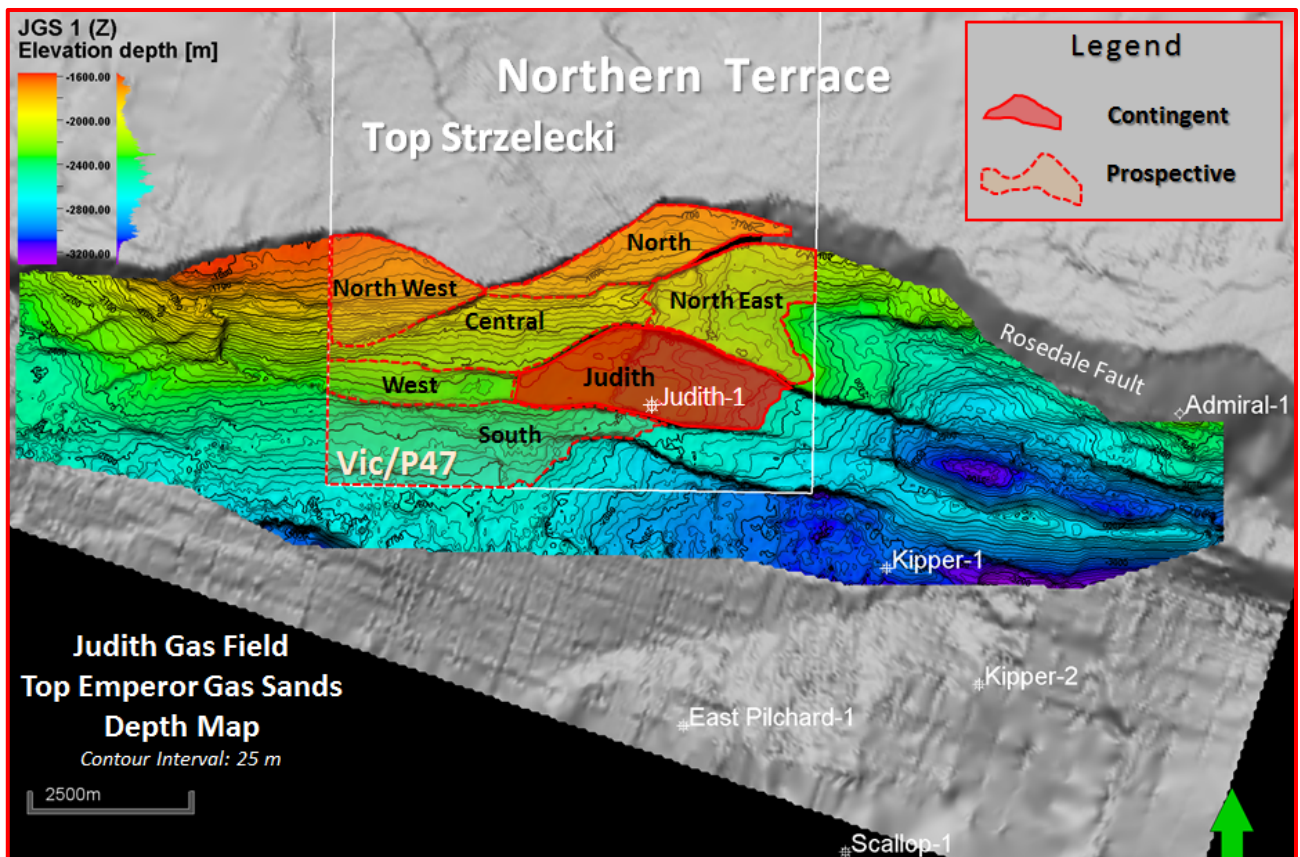 JGS 1 (Z)
Elevation depth [m]
-1600.00
-2000.00
-2400.00
-2800.00
-3200.00
Northern Terrace
Top Strzelecki
Legend
Contingent
Prospective
North
North West
North East
Central
Rosedale Fault
West
Judith
Judith-1
Admiral-1
South
Vic/P47
Kipper-1
Judith Gas Field
Top Emperor Gas Sands
Depth Map
Contour Interval: 25 m
Kipper-2
East Pilchard-1
2500m
Scallop-1